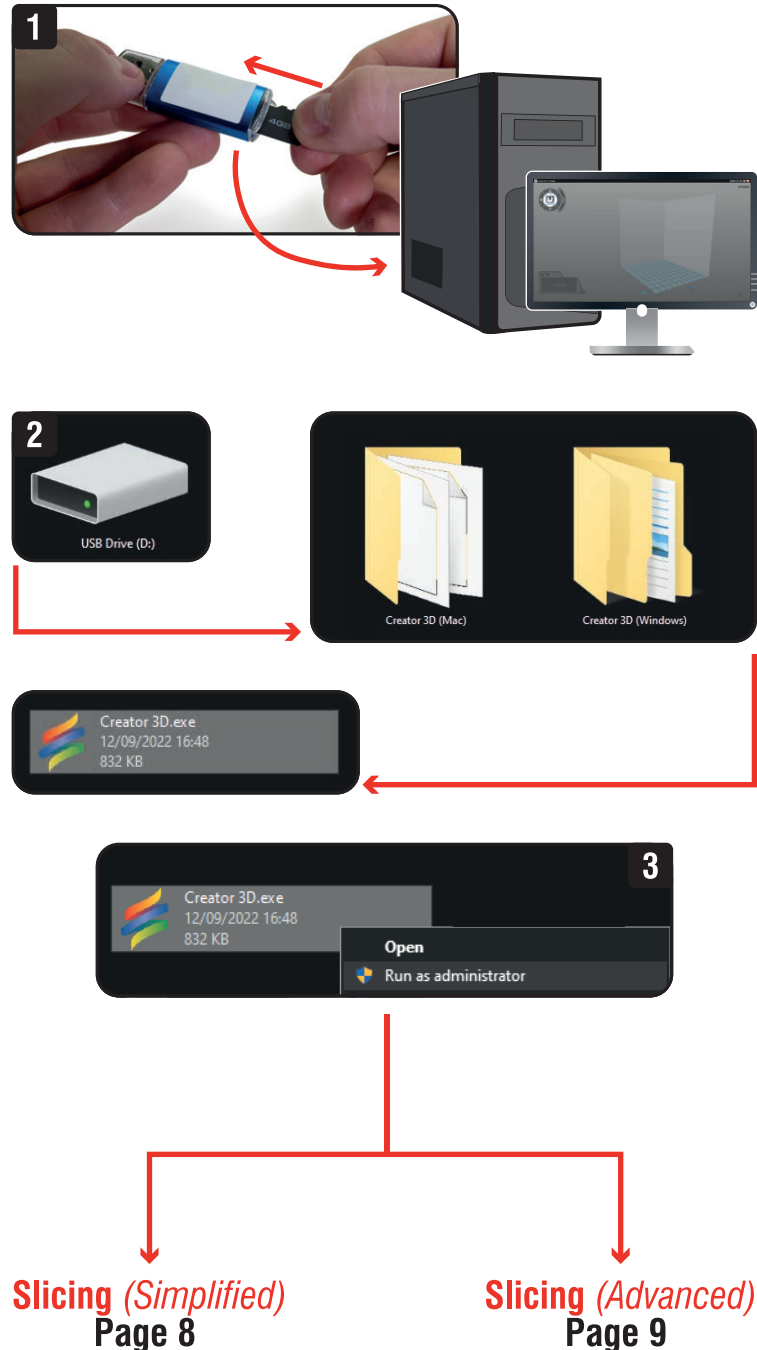 1
4GB
2
USB Drive (D:)
Creator 3D (Mac)
Creator 3D (Windows)
Creator 3D.exe
12/09/2022 16:48
832 KB
3
Creator 3D.exe
12/09/2022 16:48
832 KB
Open
Run as administrator
Slicing (Simplified)
Page 8
Slicing (Advanced)
Page 9